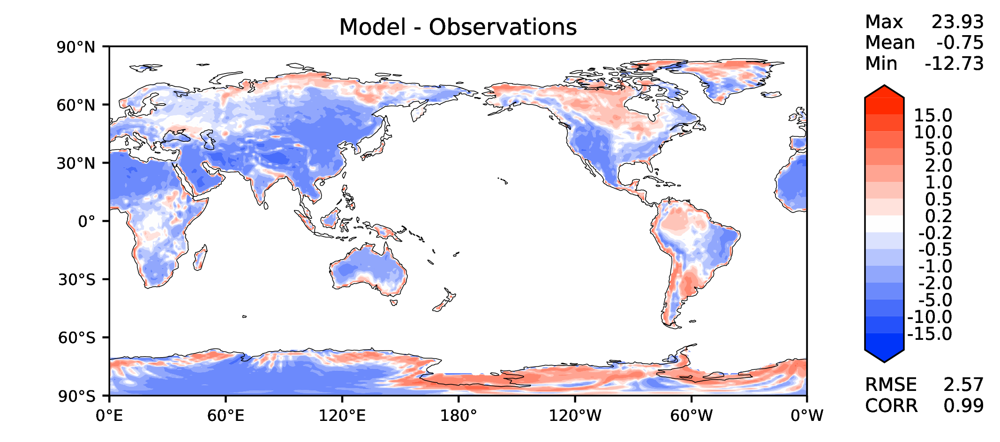 Model - Observations
Max 23.93
Mean -0.75
Min -12.73
90°N
60°N
30°N
0°
30°S
60°S
90°S
0°E 60°E 120°E 180° 120°W 60°W 0°W
15.0
10.0
5.0
2.0
1.0
0.5
0.2
-0.2
-0.5
-1.0
-2.0
-5.0
-10.0
-15.0
RMSE 2.57
CORR 0.99